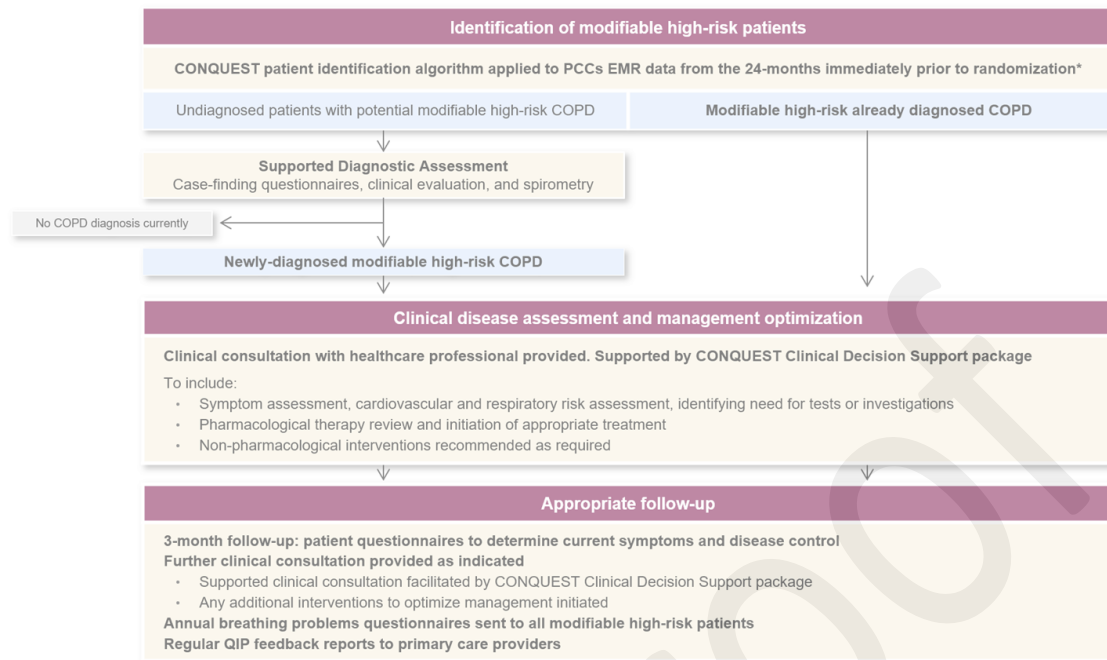 Identification of modifiable high-risk patients
CONQUEST patient identification algorithm applied to PCCs EMR data from the 24-months immediately prior to randomization*
Undiagnosed patients with potential modifiable high-risk COPD
Modifiable high-risk already diagnosed COPD
Supported Diagnostic Assessment
Case-finding questionnaires, clinical evaluation, and spirometry
No COPD diagnosis currently
Newly-diagnosed modifiable high-risk COPD
Clinical disease assessment and management optimization
Clinical consultation with healthcare professional provided. Supported by CONQUEST Clinical Decision Support package
To include:
• Symptom assessment, cardiovascular and respiratory risk assessment, identifying need for tests or investigations
• Pharmacological therapy review and initiation of appropriate treatment
• Non-pharmacological interventions recommended as required
Appropriate follow-up
3-month follow-up: patient questionnaires to determine current symptoms and disease control
Further clinical consultation provided as indicated
• Supported clinical consultation facilitated by CONQUEST Clinical Decision Support package
• Any additional interventions to optimize management initiated
Annual breathing problems questionnaires sent to all modifiable high-risk patients
Regular QIP feedback reports to primary care providers